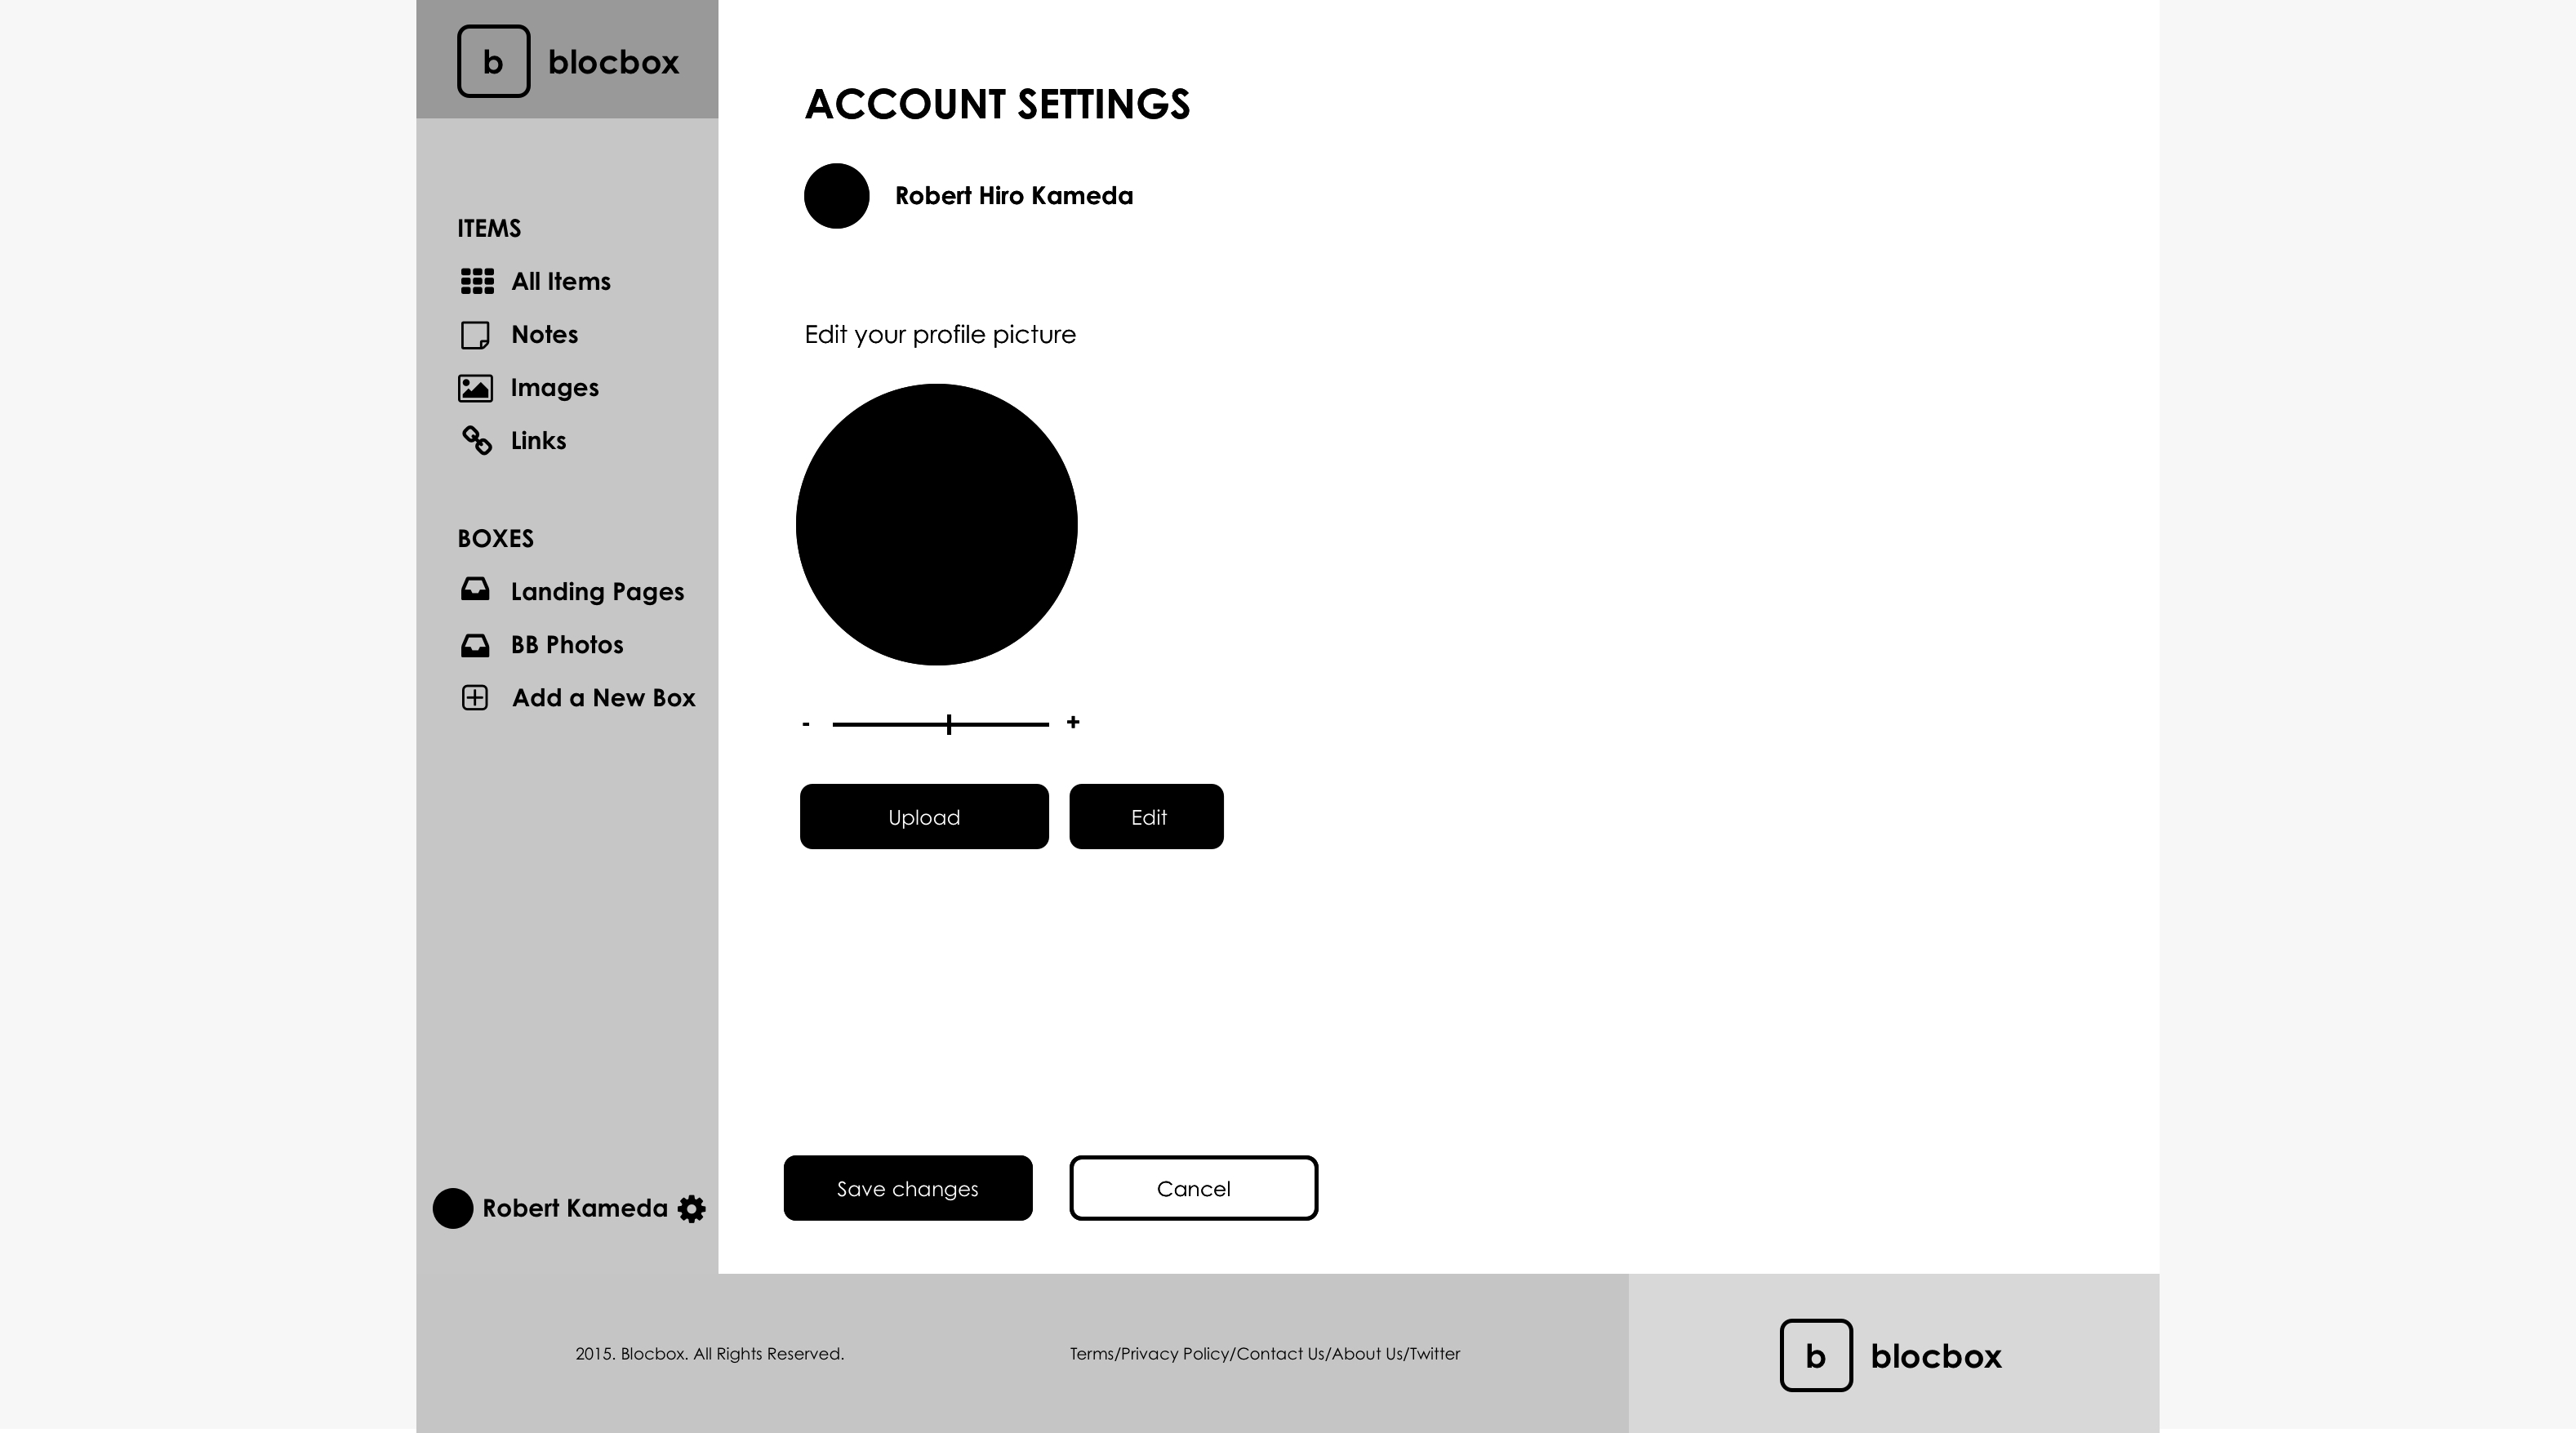 b blocbox
ITEMS
All Items
Notes
Images
Links
BOXES
Landing Pages
BB Photos
Add a New Box
Robert Kameda
ACCOUNT SETTINGS
Robert Hiro Kameda
Edit your profile picture
- +
Upload Edit
Save changes Cancel
2015. Blocbox. All Rights Reserved.
Terms/Privacy Policy/Contact Us/About Us/Twitter
b blocbox